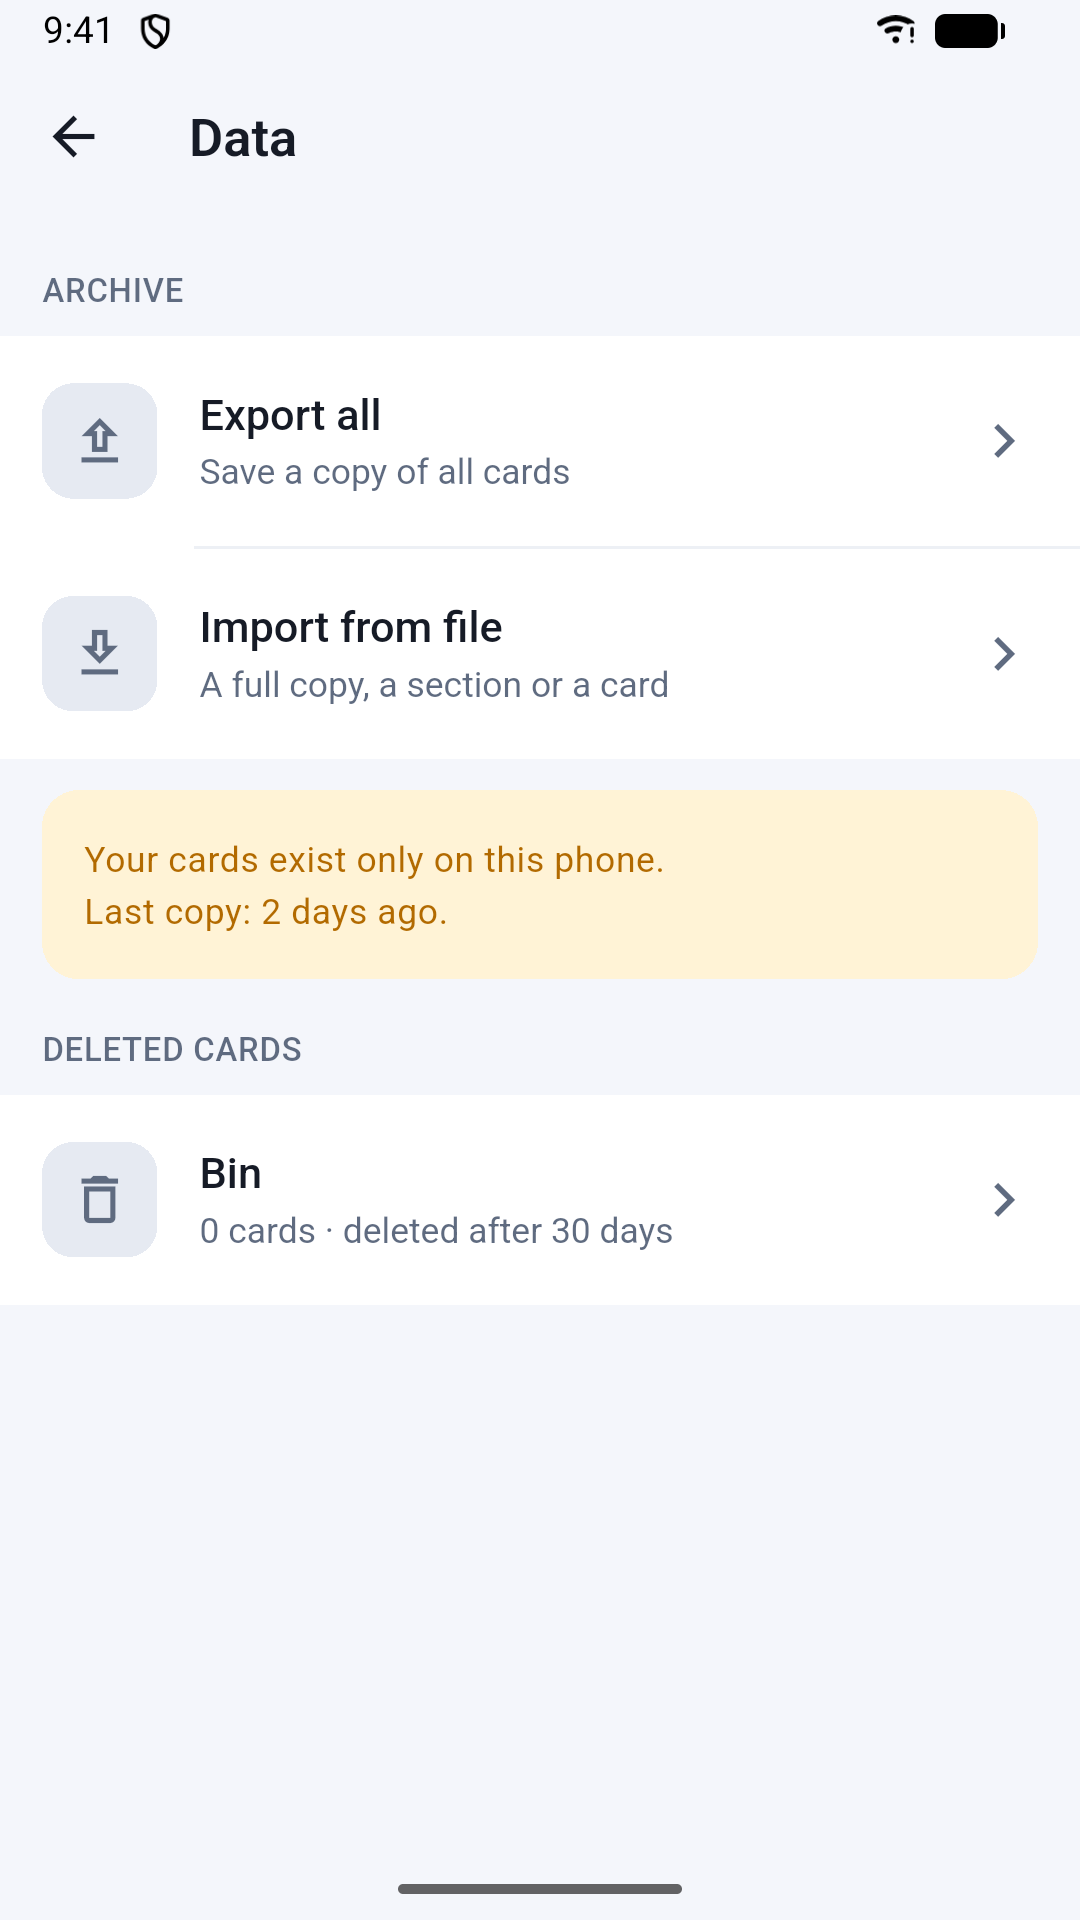 9:41
Data
ARCHIVE
Export all
Save a copy of all cards
Import from file
A full copy, a section or a card
Your cards exist only on this phone.
Last copy: 2 days ago.
DELETED CARDS
Bin
0 cards · deleted after 30 days